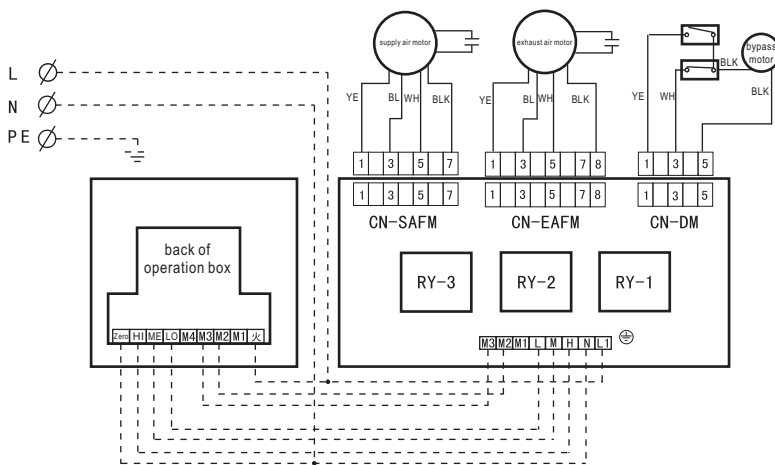 supply air motor
exhaust air motor
bypass
motor
L
N
PE
YE BL WH BLK
YE BL WH BLK
YE WH BLK BLK
1 3 5 7
1 3 5 7 8
1 3 5
1 3 5 7
1 3 5 7 8
1 3 5
CN-SAFM
CN-EAFM
CN-DM
back of
operation box
RY-3
RY-2
RY-1
Zero HI ME LO M4 M3 M2 M1 火
M3 M2 M1 L M H N L1